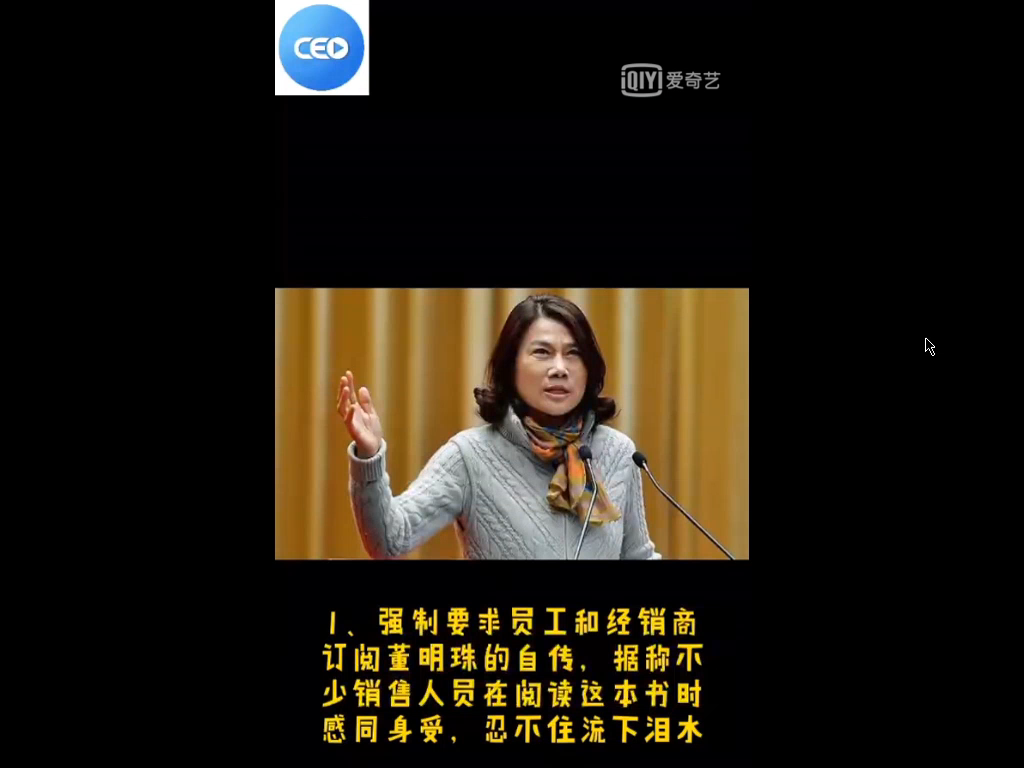 CEO
iQIYI 爱奇艺
1、强制要求员工和经销商
订阅董明珠的自传，据称不
少销售人员在阅读这本书时
感同身受，忍不住流下泪水